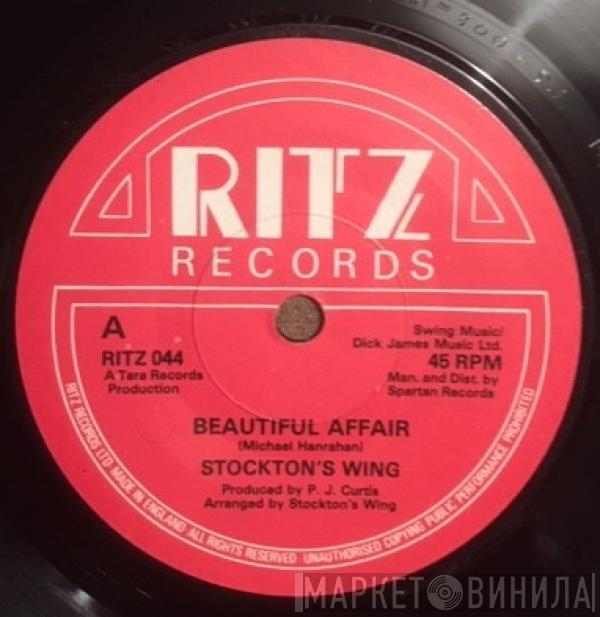 RITZ
RECORDS
A
RITZ 044
A Tara Records
Production
Swing Music/
Dick James Music Ltd.
45 RPM
Man. and Dist. by
Spartan Records
BEAUTIFUL AFFAIR
(Michael Hanrahan)
STOCKTON'S WING
Produced by P. J. Curtis
Arranged by Stockton's Wing
RITZ RECORDS LTD MADE IN ENGLAND ALL RIGHTS RESERVED · UNAUTHORISED COPYING PUBLIC PERFORMANCE PROHIBITED
МАРКЕТ ВИНИЛА